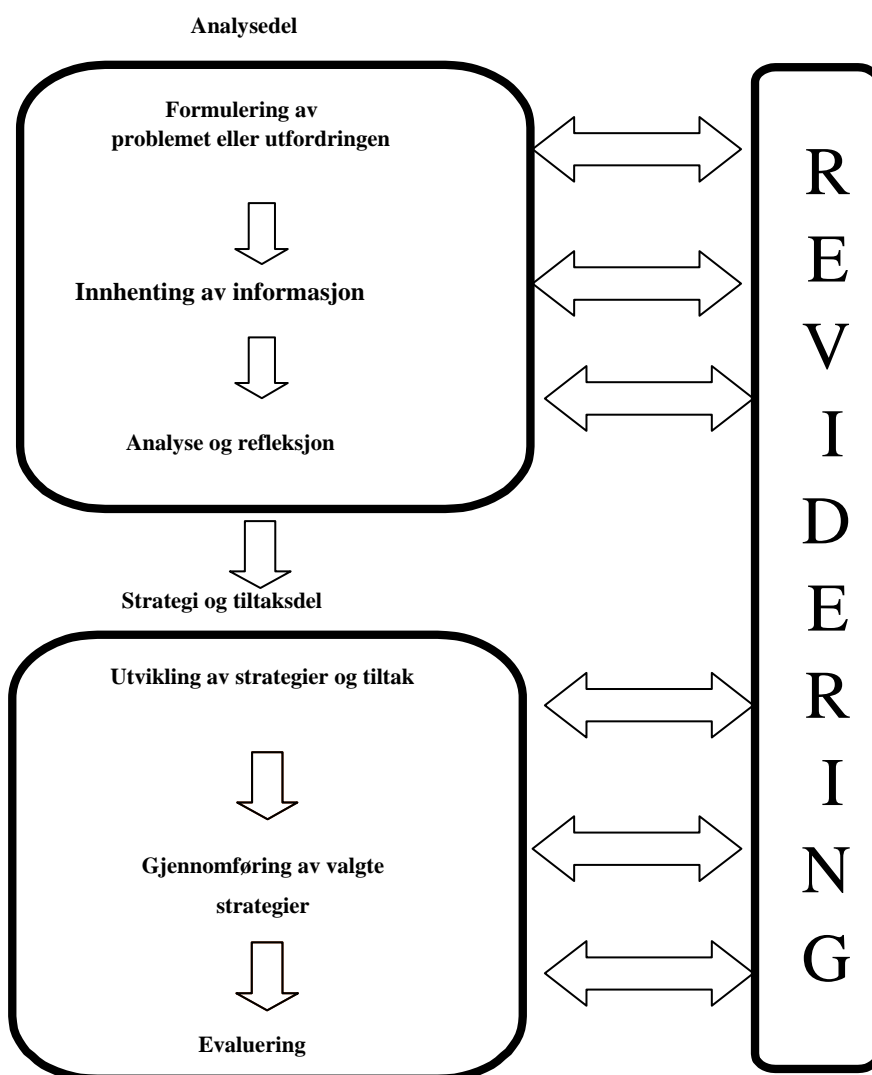 Analysedel
Formulering av
problemet eller utfordringen
Innhenting av informasjon
Analyse og refleksjon
Strategi og tiltaksdel
Utvikling av strategier og tiltak
Gjennomføring av valgte
strategier
Evaluering
R
E
V
I
D
E
R
I
N
G